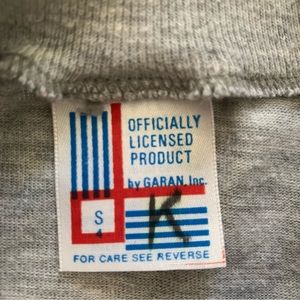 OFFICIALLY
LICENSED
PRODUCT
by GARAN, Inc.
S
4
K
FOR CARE SEE REVERSE